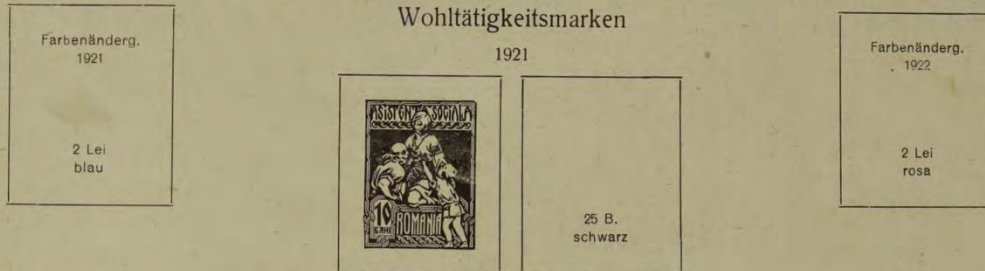 Wohltätigkeitsmarken
1921
Farbenänderg.
1921
2 Lei
blau
ASISTENTA SOCIALA
10
BANI
ROMANIA
25 B.
schwarz
Farbenänderg.
1922
2 Lei
rosa